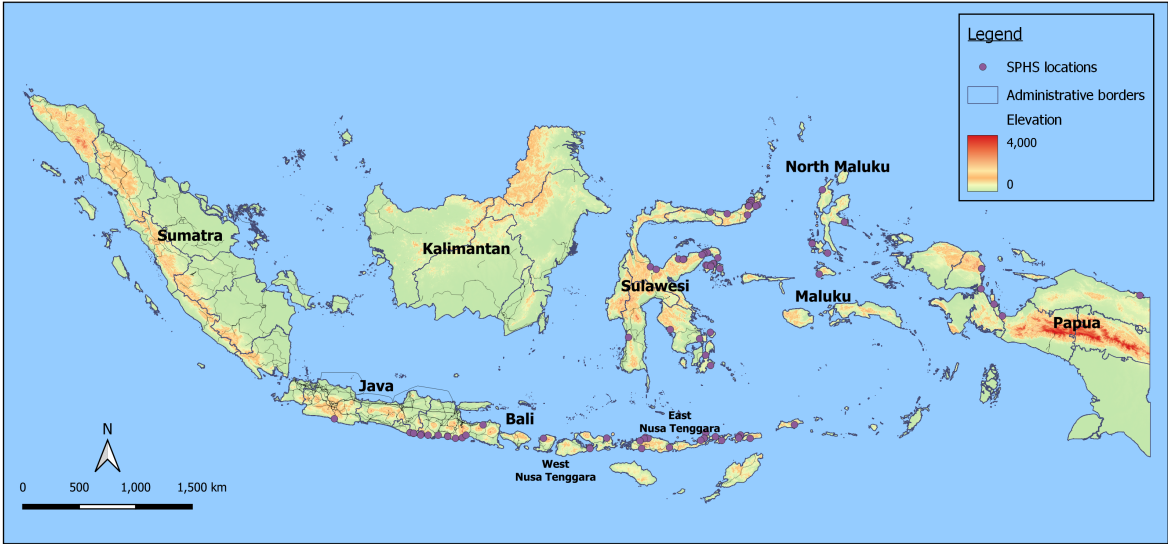 Legend
SPHS locations
Administrative borders
Elevation
4,000
0
North Maluku
Sumatra
Kalimantan
Sulawesi
Maluku
Papua
Java
Bali
East
Nusa Tenggara
West
Nusa Tenggara
N
0 500 1,000 1,500 km